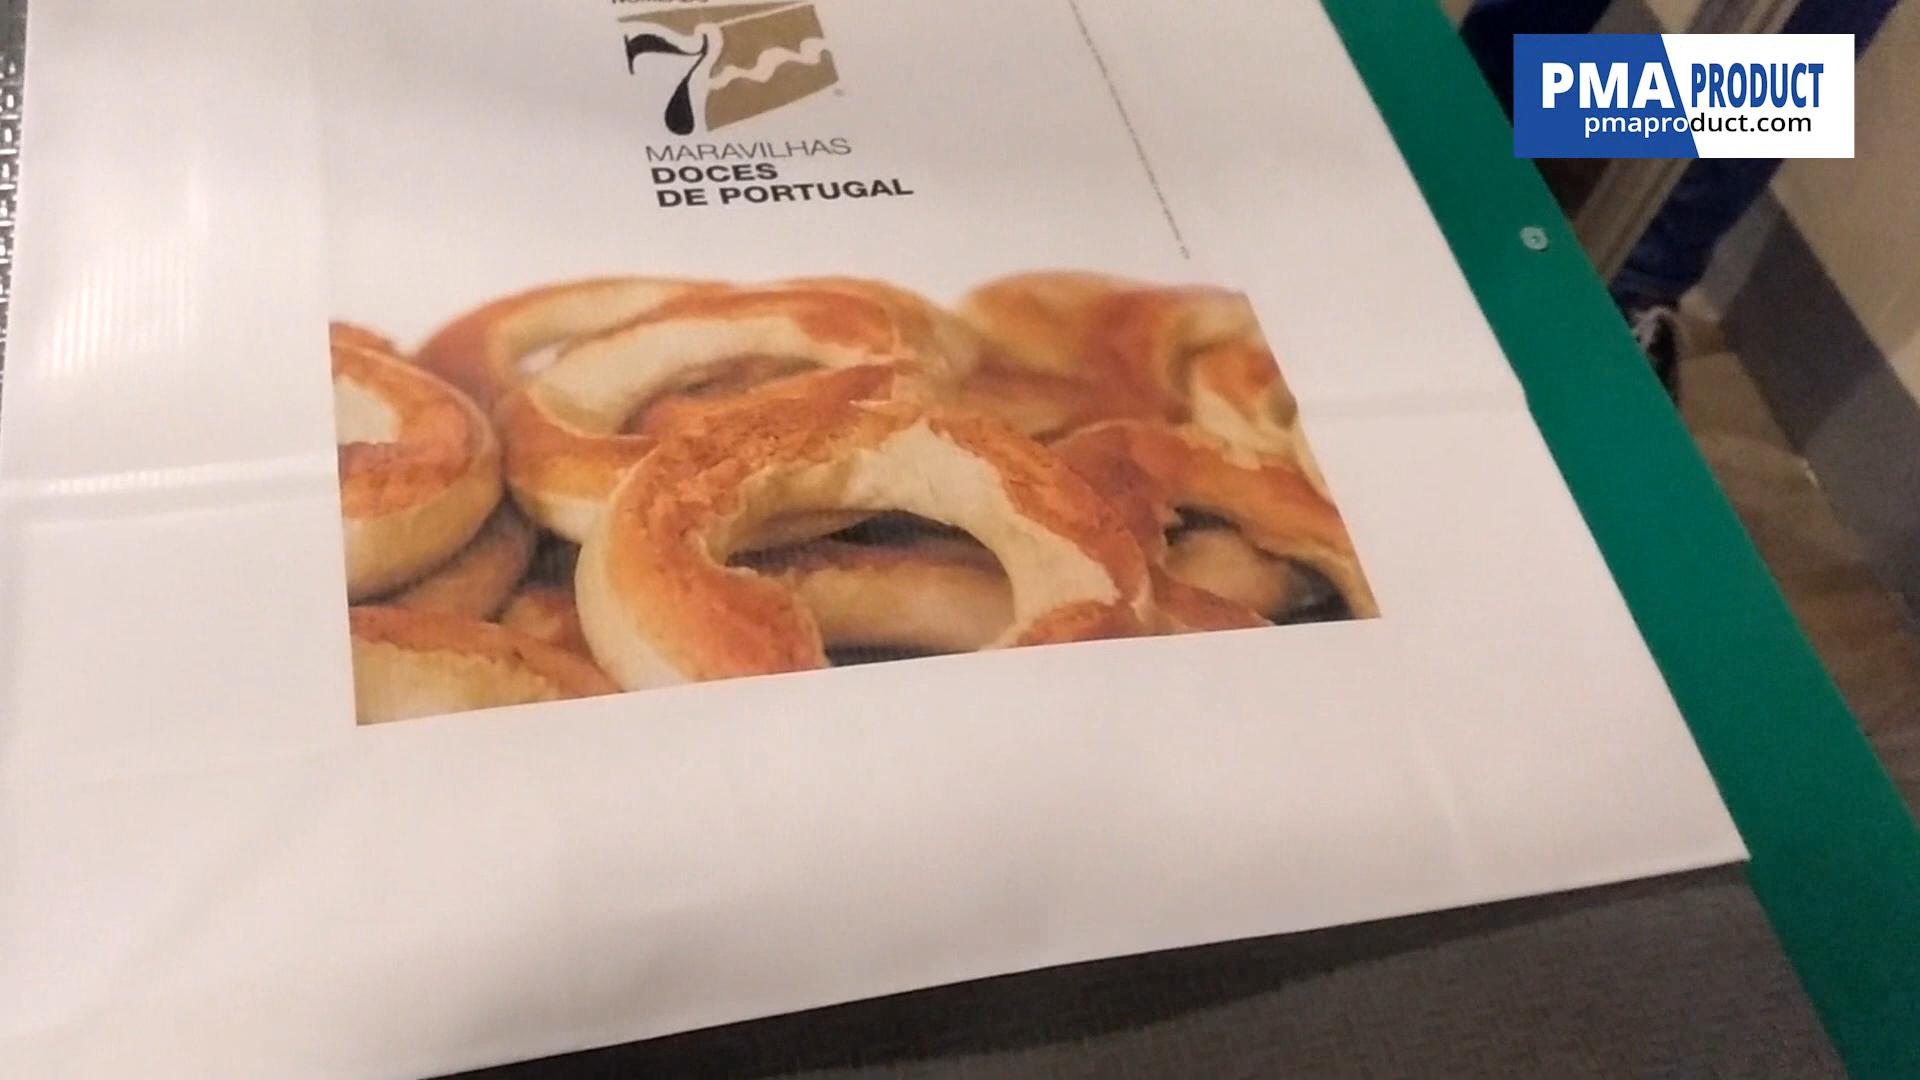 7
MARAVILHAS
DOCES
DE PORTUGAL
PMA PRODUCT
pmaproduct.com